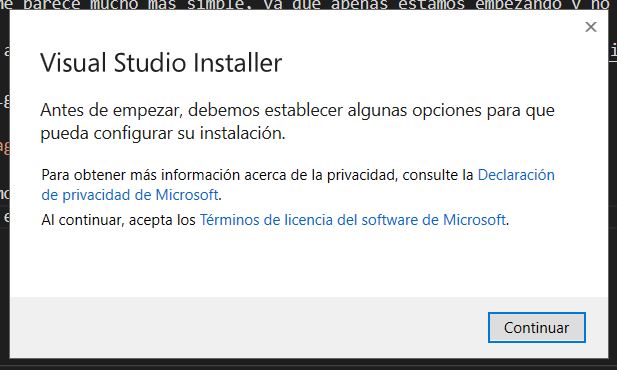 me parece mucho más simple, ya que apenas estamos empezando y no
Visual Studio Installer
Antes de empezar, debemos establecer algunas opciones para que
pueda configurar su instalación.
Para obtener más información acerca de la privacidad, consulte la Declaración
de privacidad de Microsoft.
Al continuar, acepta los Términos de licencia del software de Microsoft.
Continuar